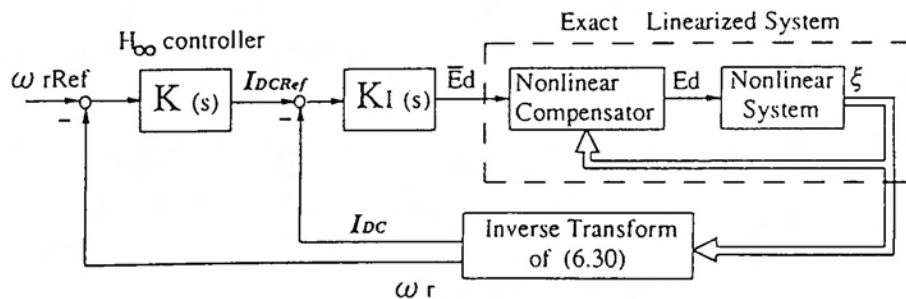 Exact Linearized System
H∞ controller
ω rRef
-
K (s)
IDCRef
-
KI (s)
Ēd
Nonlinear
Compensator
Ed
Nonlinear
System
ξ
IDC
Inverse Transform
of (6.30)
ω r